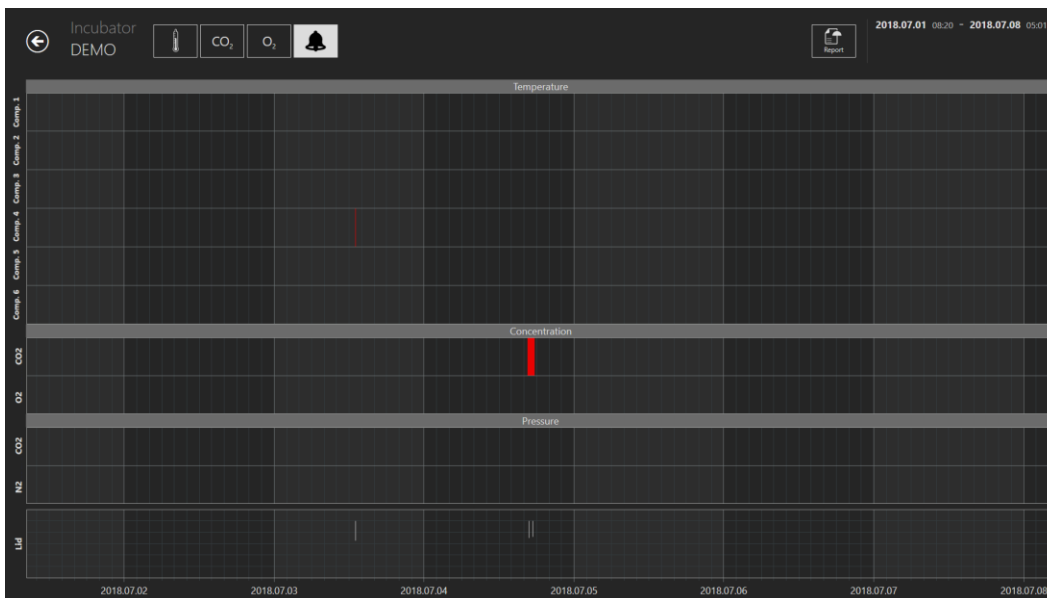 Incubator
DEMO
CO2
O2
Report
2018.07.01 08:20 - 2018.07.08 05:01
Temperature
Comp. 1
Comp. 2
Comp. 3
Comp. 4
Comp. 5
Comp. 6
Concentration
CO2
O2
Pressure
CO2
N2
Lid
2018.07.02 2018.07.03 2018.07.04 2018.07.05 2018.07.06 2018.07.07 2018.07.08